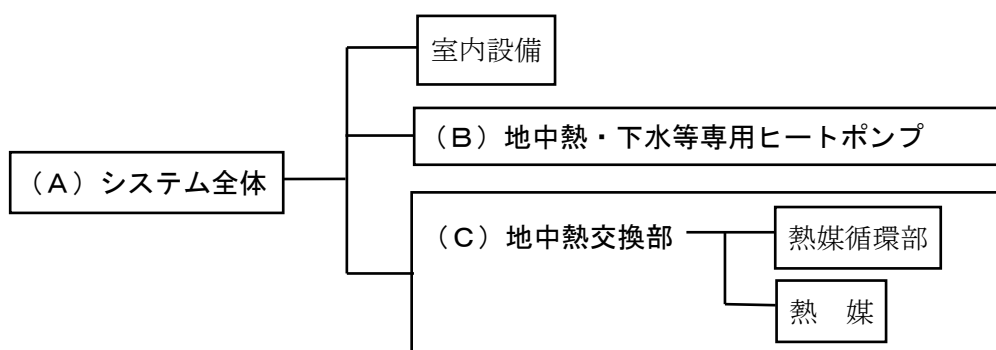 室内設備
(B)地中熱・下水等専用ヒートポンプ
(A)システム全体
(C)地中熱交換部
熱媒循環部
熱　媒